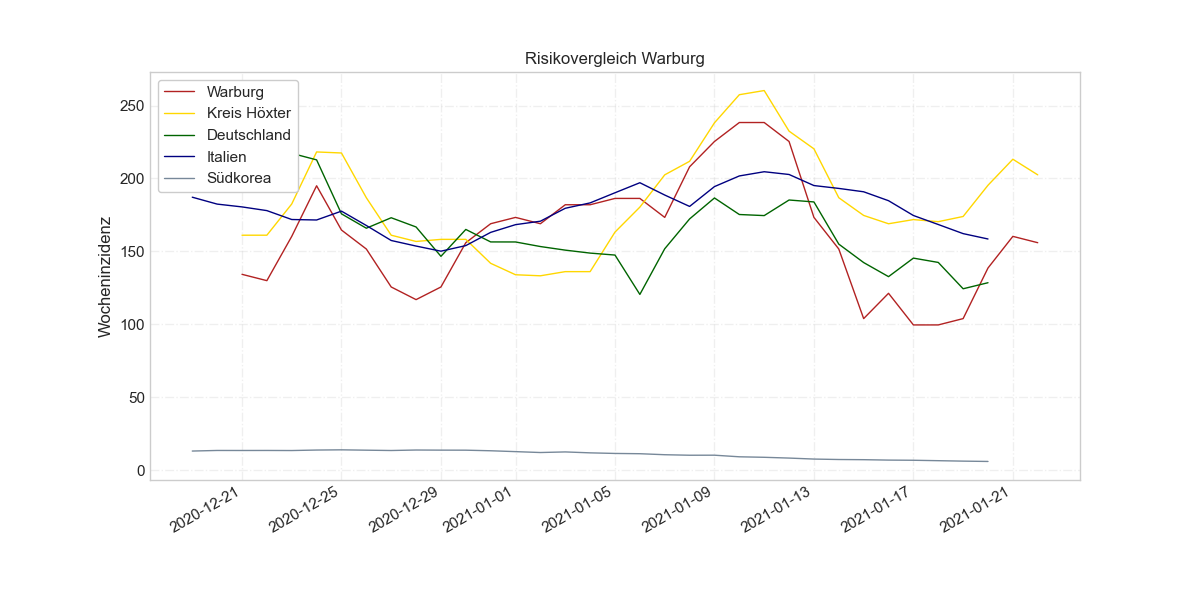 Risikovergleich Warburg
Warburg
Kreis Höxter
Deutschland
Italien
Südkorea
Wocheninzidenz
250
200
150
100
50
0
2020-12-21
2020-12-25
2020-12-29
2021-01-01
2021-01-05
2021-01-09
2021-01-13
2021-01-17
2021-01-21